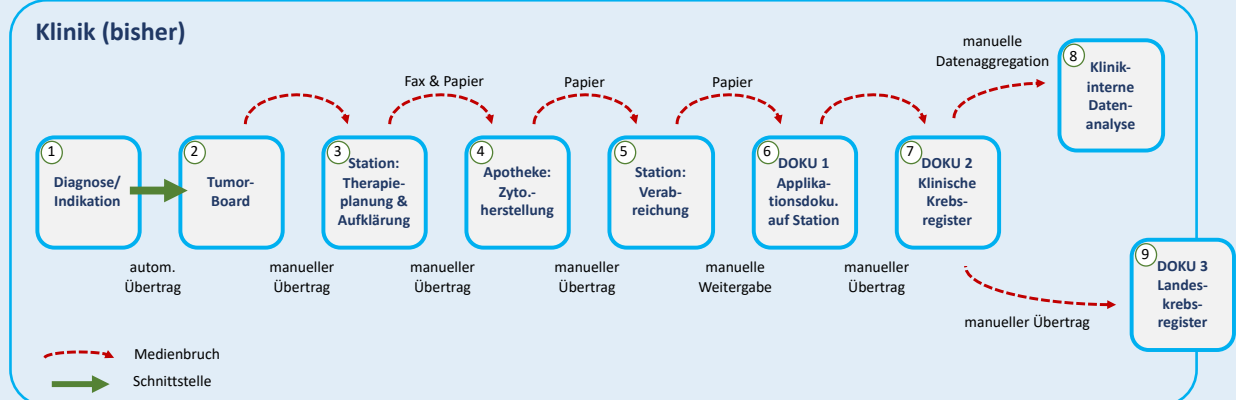 Klinik (bisher)
manuelle
Datenaggregation
Fax & Papier
Papier
Papier
1
Diagnose/
Indikation
2
Tumor-
Board
3
Station:
Therapie-
planung &
Aufklärung
4
Apotheke:
Zyto.-
herstellung
5
Station:
Verab-
reichung
6
DOKU 1
Applika-
tionsdoku.
auf Station
7
DOKU 2
Klinische
Krebs-
register
8
Klinik-
interne
Daten-
analyse
9
DOKU 3
Landes-
krebs-
register
autom.
Übertrag
manueller
Übertrag
manueller
Übertrag
manueller
Übertrag
manuelle
Weitergabe
manueller
Übertrag
manueller Übertrag
Medienbruch
Schnittstelle